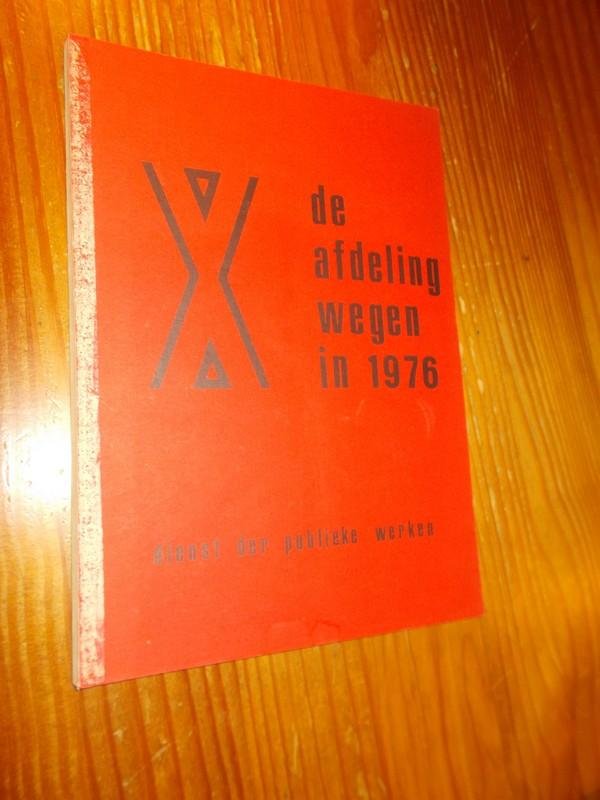 de
afdeling
wegen
in 1976
dienst der publieke werken